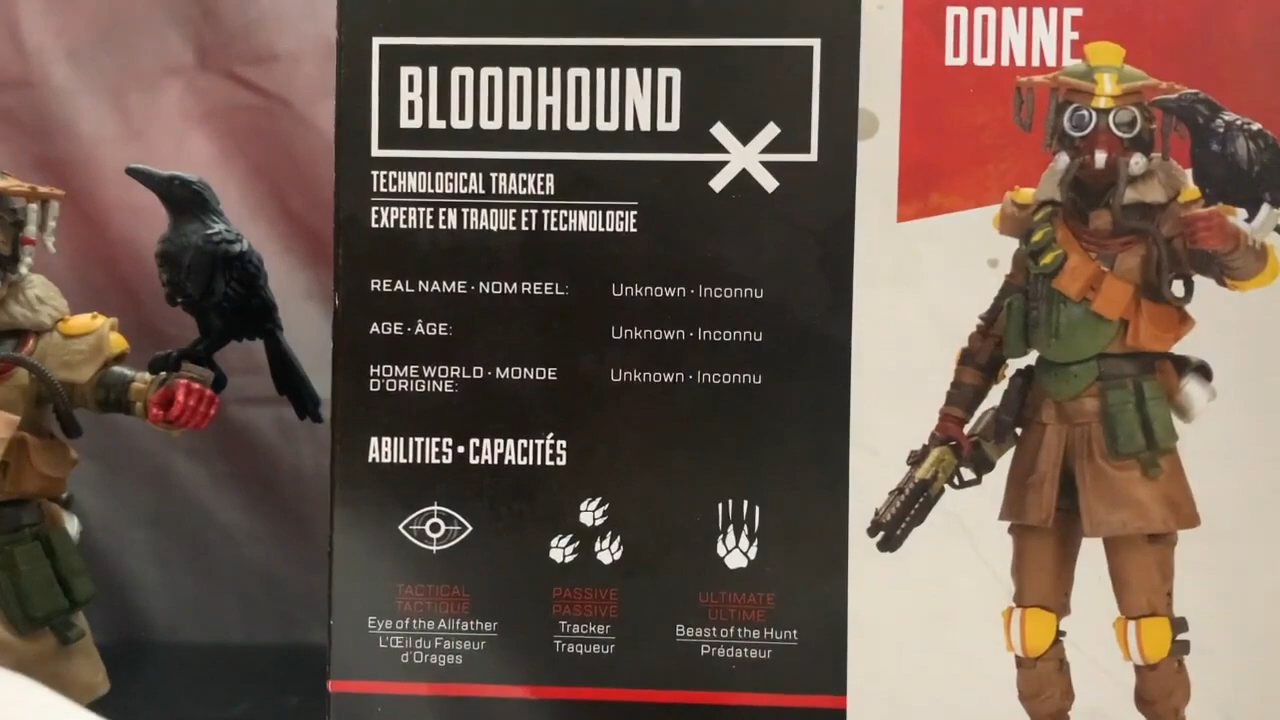 BLOODHOUND
TECHNOLOGICAL TRACKER
EXPERTE EN TRAQUE ET TECHNOLOGIE
REAL NAME · NOM REEL: Unknown · Inconnu
AGE · ÂGE: Unknown · Inconnu
HOME WORLD · MONDE D'ORIGINE: Unknown · Inconnu
ABILITIES · CAPACITÉS
TACTICAL
TACTIQUE
Eye of the Allfather
L'Œil du Faiseur
d'Orages
PASSIVE
PASSIVE
Tracker
Traqueur
ULTIMATE
ULTIME
Beast of the Hunt
Prédateur
DONNE